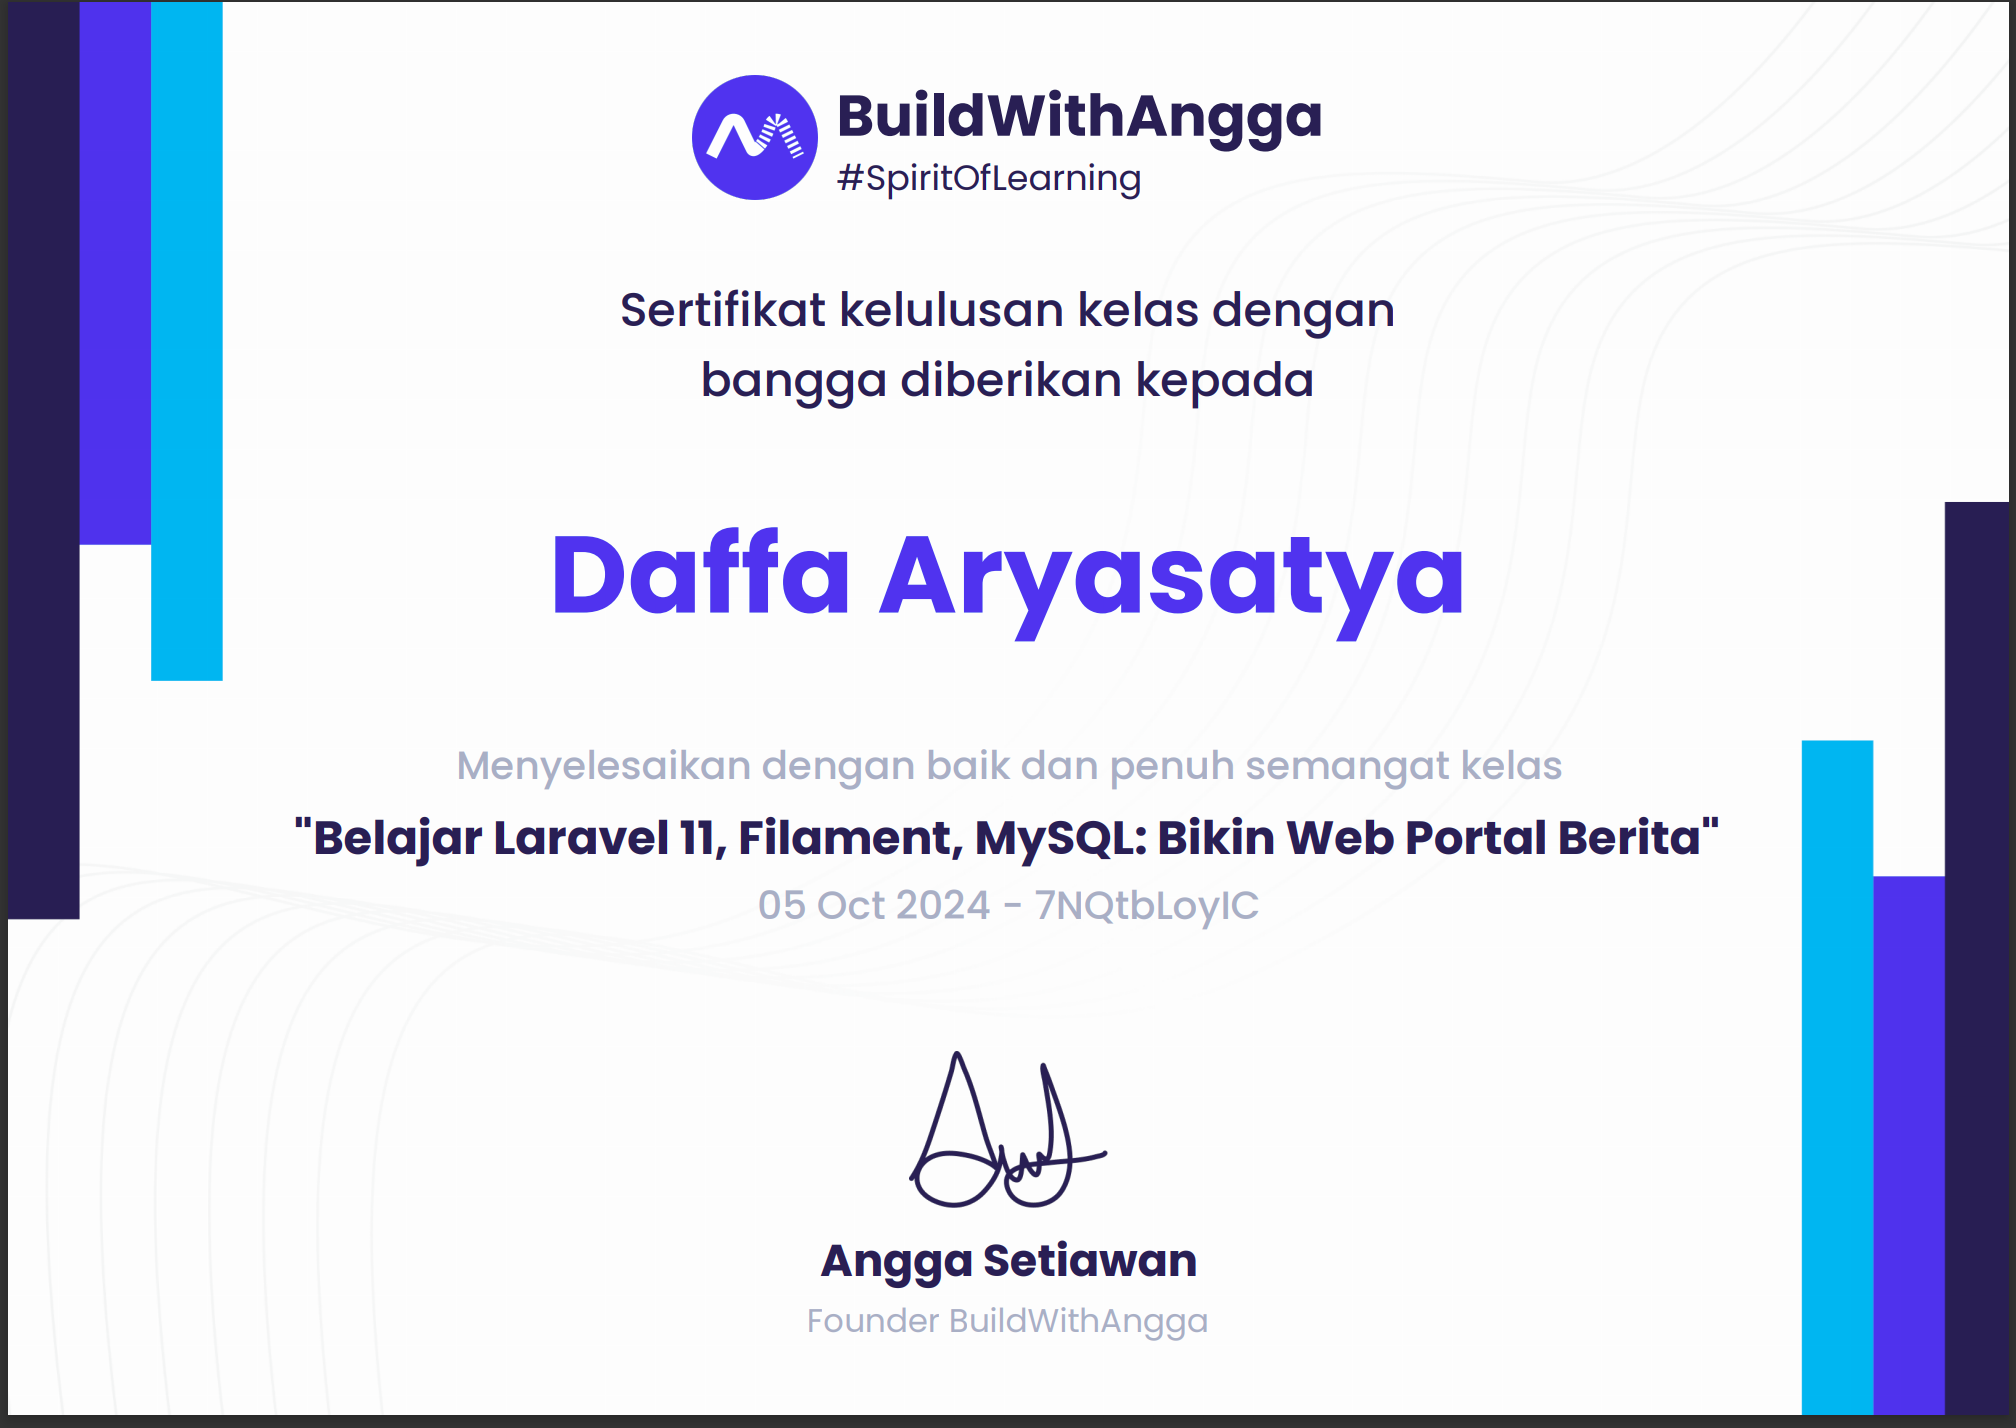 BuildWithAngga
#SpiritOfLearning
Sertifikat kelulusan kelas dengan
bangga diberikan kepada
Daffa Aryasatya
Menyelesaikan dengan baik dan penuh semangat kelas
"Belajar Laravel 11, Filament, MySQL: Bikin Web Portal Berita"
05 Oct 2024 - 7NQtbLoyIC
Angga Setiawan
Founder BuildWithAngga